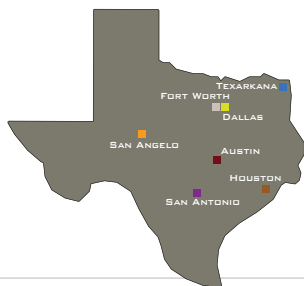 Texarkana
Fort Worth
Dallas
San Angelo
Austin
Houston
San Antonio